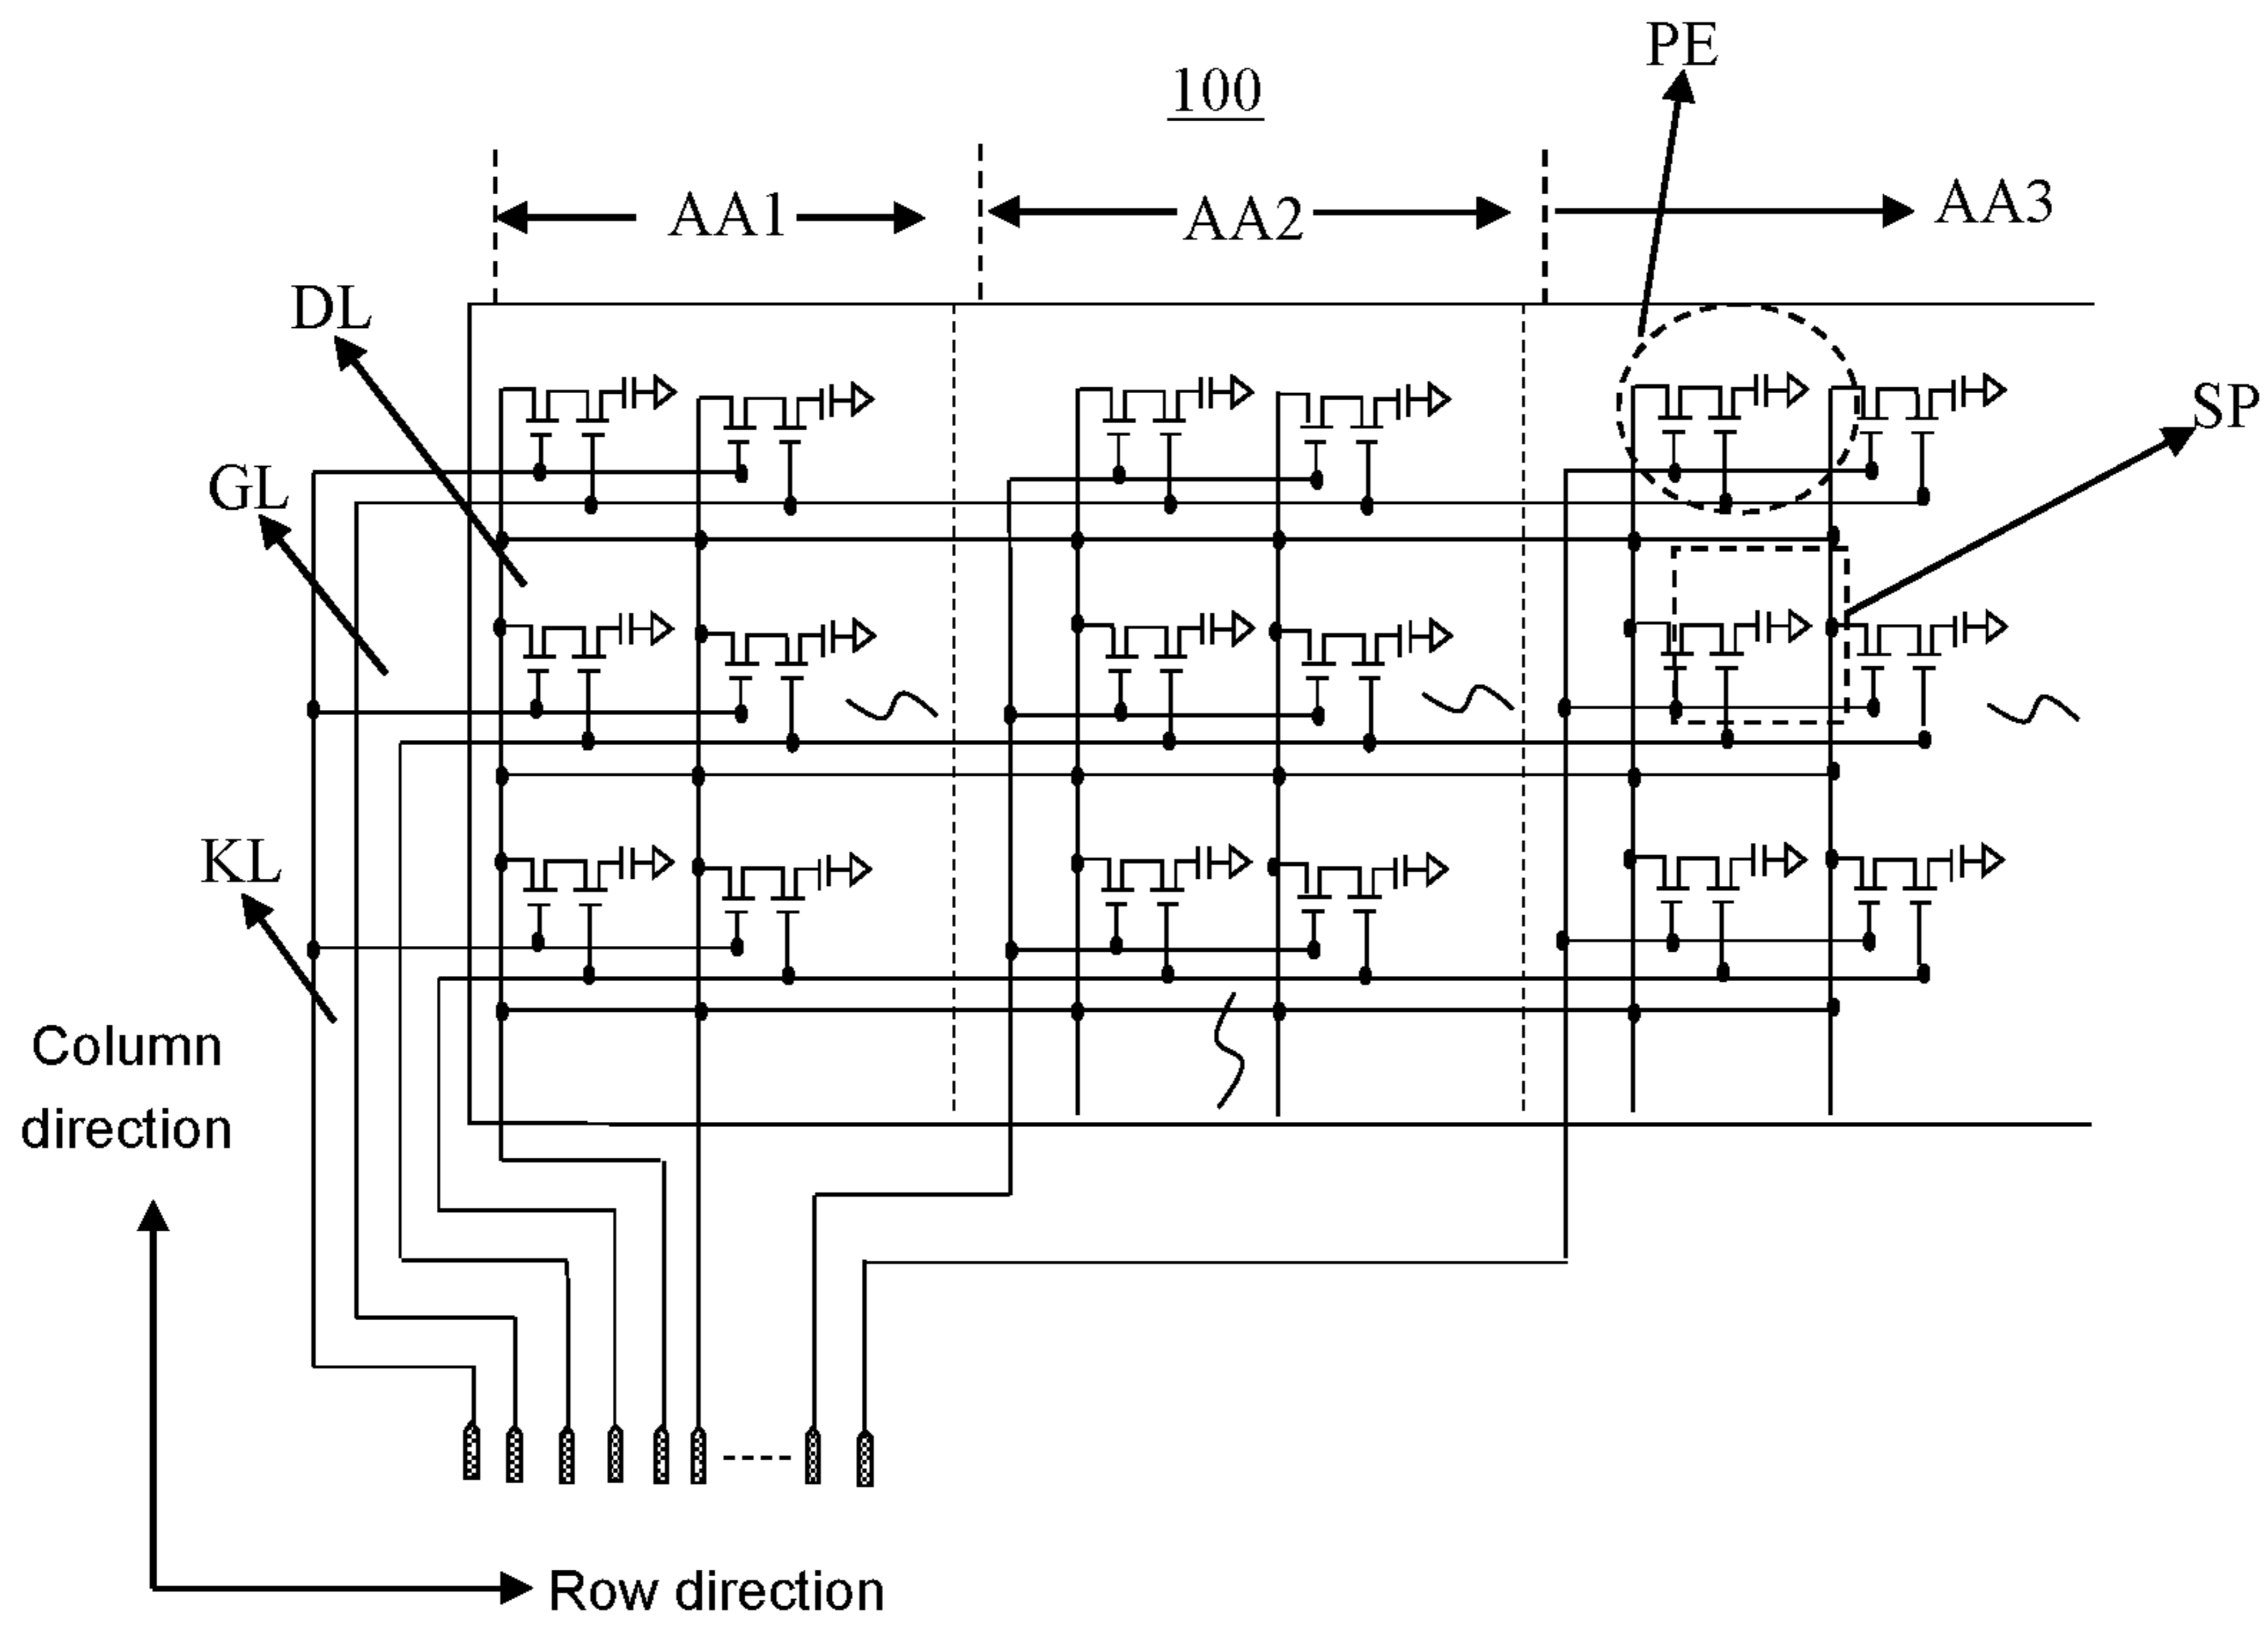 PE
100
AA1
AA2
AA3
DL
SP
GL
KL
Column
direction
Row direction